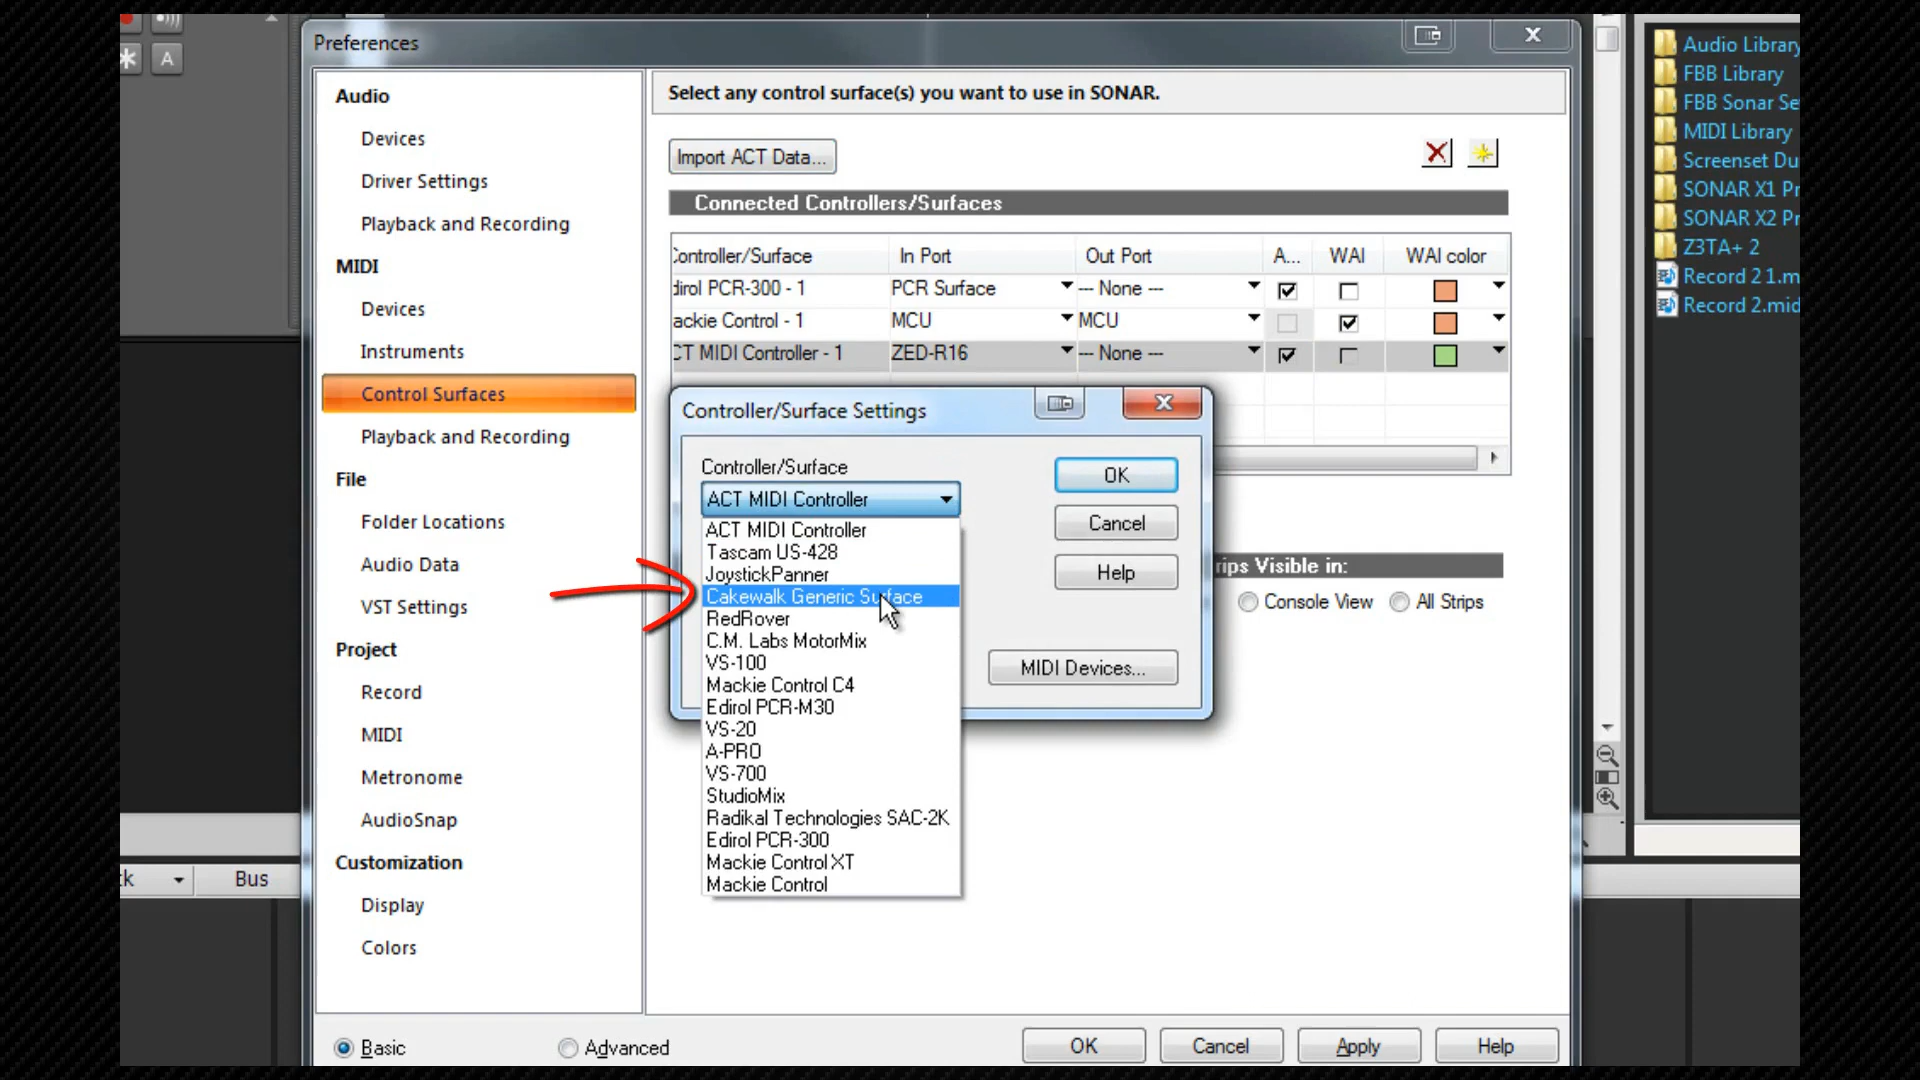 Preferences
Audio
Devices
Driver Settings
Playback and Recording
MIDI
Devices
Instruments
Control Surfaces
Playback and Recording
File
Folder Locations
Audio Data
VST Settings
Project
Record
MIDI
Metronome
AudioSnap
Customization
Display
Colors
Basic
Advanced
Select any control surface(s) you want to use in SONAR.
Import ACT Data...
Connected Controllers/Surfaces
Controller/Surface In Port Out Port A... WAI WAI color
dirol PCR-300 - 1 PCR Surface --- None ---
ackie Control - 1 MCU MCU
CT MIDI Controller - 1 ZED-R16 --- None ---
Controller/Surface Settings
Controller/Surface
ACT MIDI Controller
ACT MIDI Controller
Tascam US-428
JoystickPanner
Cakewalk Generic Surface
RedRover
C.M. Labs MotorMix
VS-100
Mackie Control C4
Edirol PCR-M30
VS-20
A-PRO
VS-700
StudioMix
Radikal Technologies SAC-2K
Edirol PCR-300
Mackie Control XT
Mackie Control
OK
Cancel
Help
MIDI Devices...
rips Visible in:
Console View All Strips
OK Cancel Apply Help
A
ck Bus
Audio Library
FBB Library
FBB Sonar Se
MIDI Library
Screenset Du
SONAR X1 Pr
SONAR X2 Pr
Z3TA+ 2
Record 2 1.m
Record 2.mid